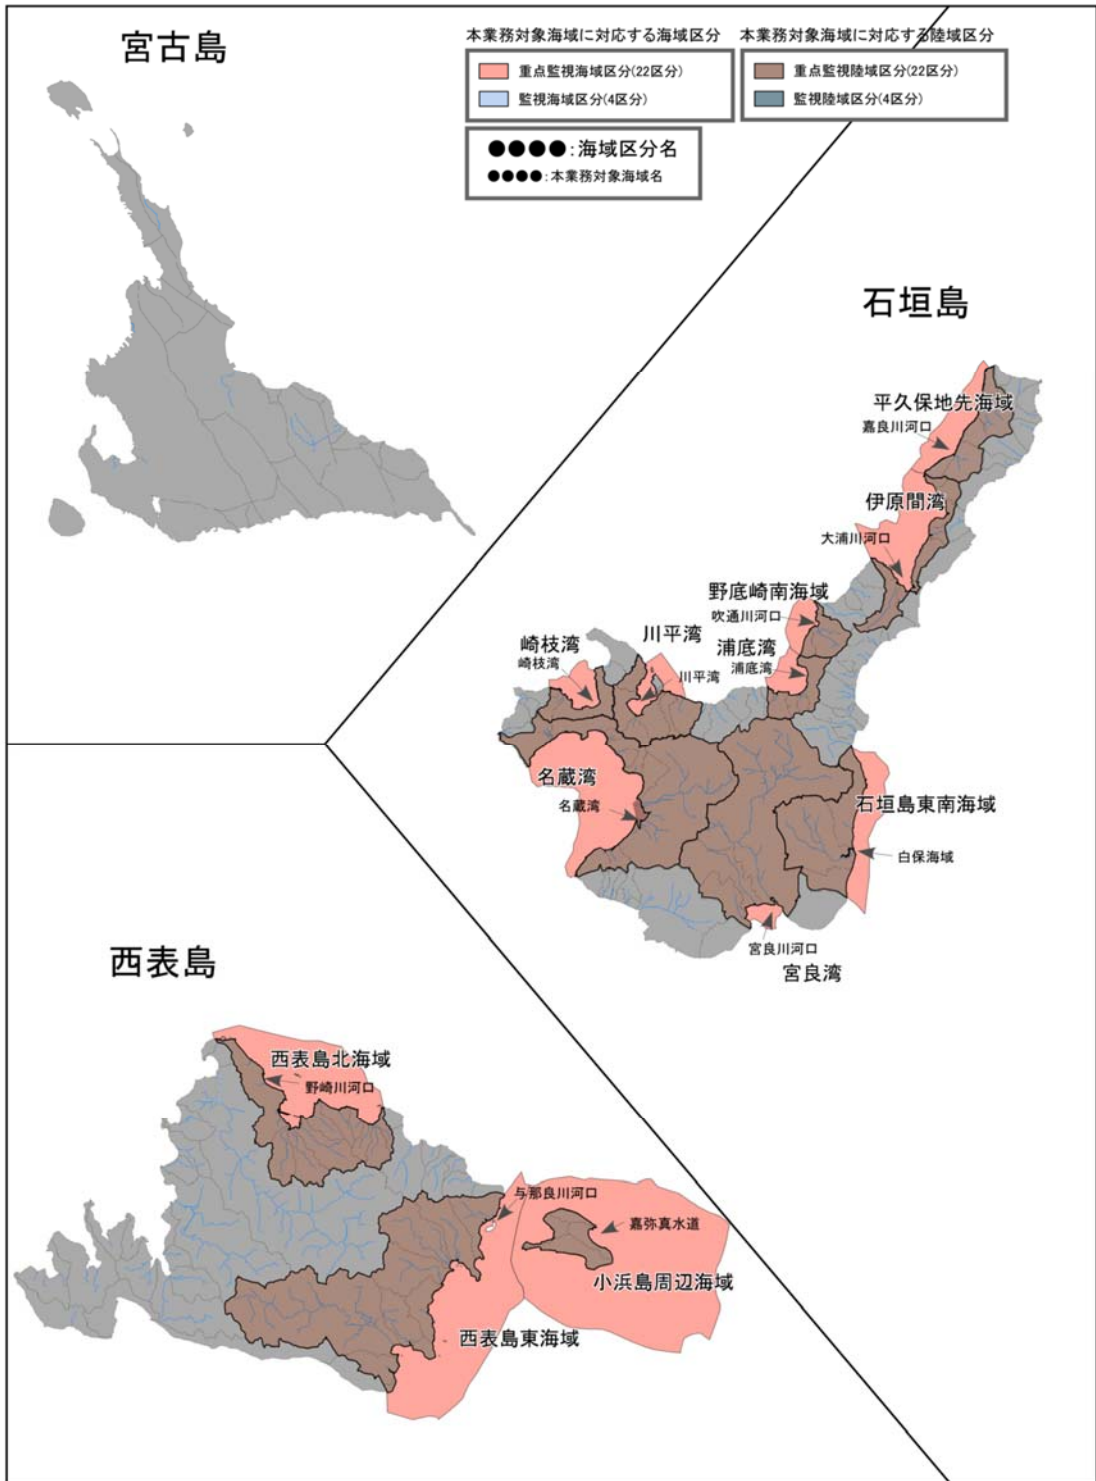 宮古島
本業務対象海域に対応する海域区分
重点監視海域区分(22区分)
監視海域区分(4区分)
本業務対象海域に対応する陸域区分
重点監視陸域区分(22区分)
監視陸域区分(4区分)
●●●●:海域区分名
●●●●:本業務対象海域名
石垣島
平久保地先海域
嘉良川河口
伊原間湾
大浦川河口
野底崎南海域
吹通川河口
川平湾
浦底湾
崎枝湾
崎枝湾
川平湾
浦底湾
名蔵湾
名蔵湾
石垣島東南海域
白保海域
宮良川河口
宮良湾
西表島
西表島北海域
野崎川河口
与那良川河口
嘉弥真水道
小浜島周辺海域
西表島東海域